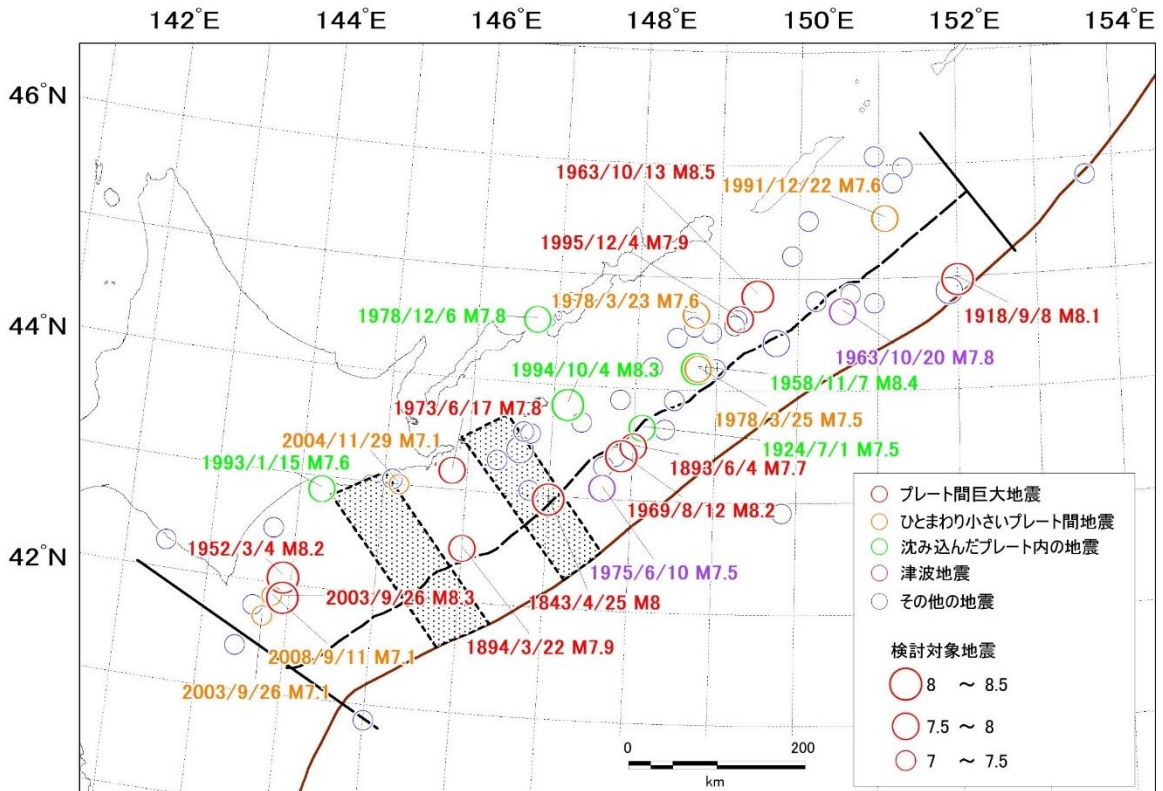 142°E 144°E 146°E 148°E 150°E 152°E 154°E
46°N
44°N
42°N
1963/10/13 M8.5
1991/12/22 M7.6
1995/12/4 M7.9
1978/3/23 M7.6
1978/12/6 M7.8
1918/9/8 M8.1
1963/10/20 M7.8
1994/10/4 M8.3
1958/11/7 M8.4
1973/6/17 M7.8
1978/3/25 M7.5
2004/11/29 M7.1
1924/7/1 M7.5
1993/1/15 M7.6
1893/6/4 M7.7
1969/8/12 M8.2
1952/3/4 M8.2
1975/6/10 M7.5
2003/9/26 M8.3
1843/4/25 M8
1894/3/22 M7.9
2008/9/11 M7.1
2003/9/26 M7.1
プレート間巨大地震
ひとまわり小さいプレート間地震
沈み込んだプレート内の地震
津波地震
その他の地震
検討対象地震
8 ～ 8.5
7.5 ～ 8
7 ～ 7.5
0 200
km